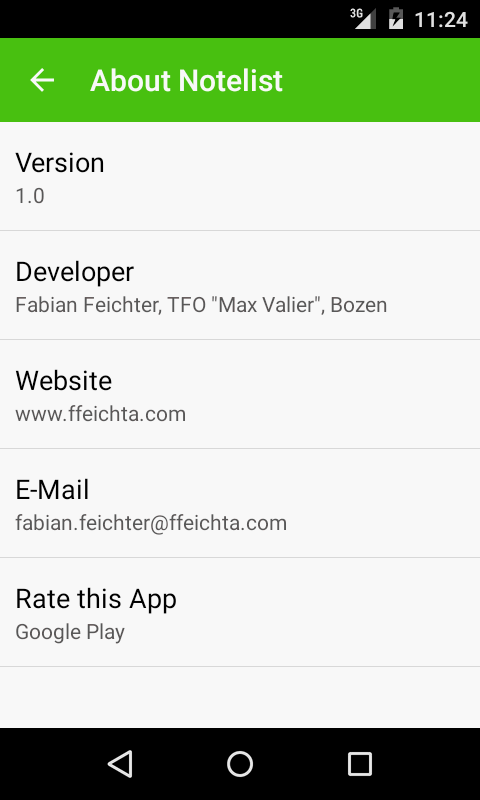 3G 11:24
About Notelist
Version
1.0
Developer
Fabian Feichter, TFO "Max Valier", Bozen
Website
www.ffeichta.com
E-Mail
fabian.feichter@ffeichta.com
Rate this App
Google Play